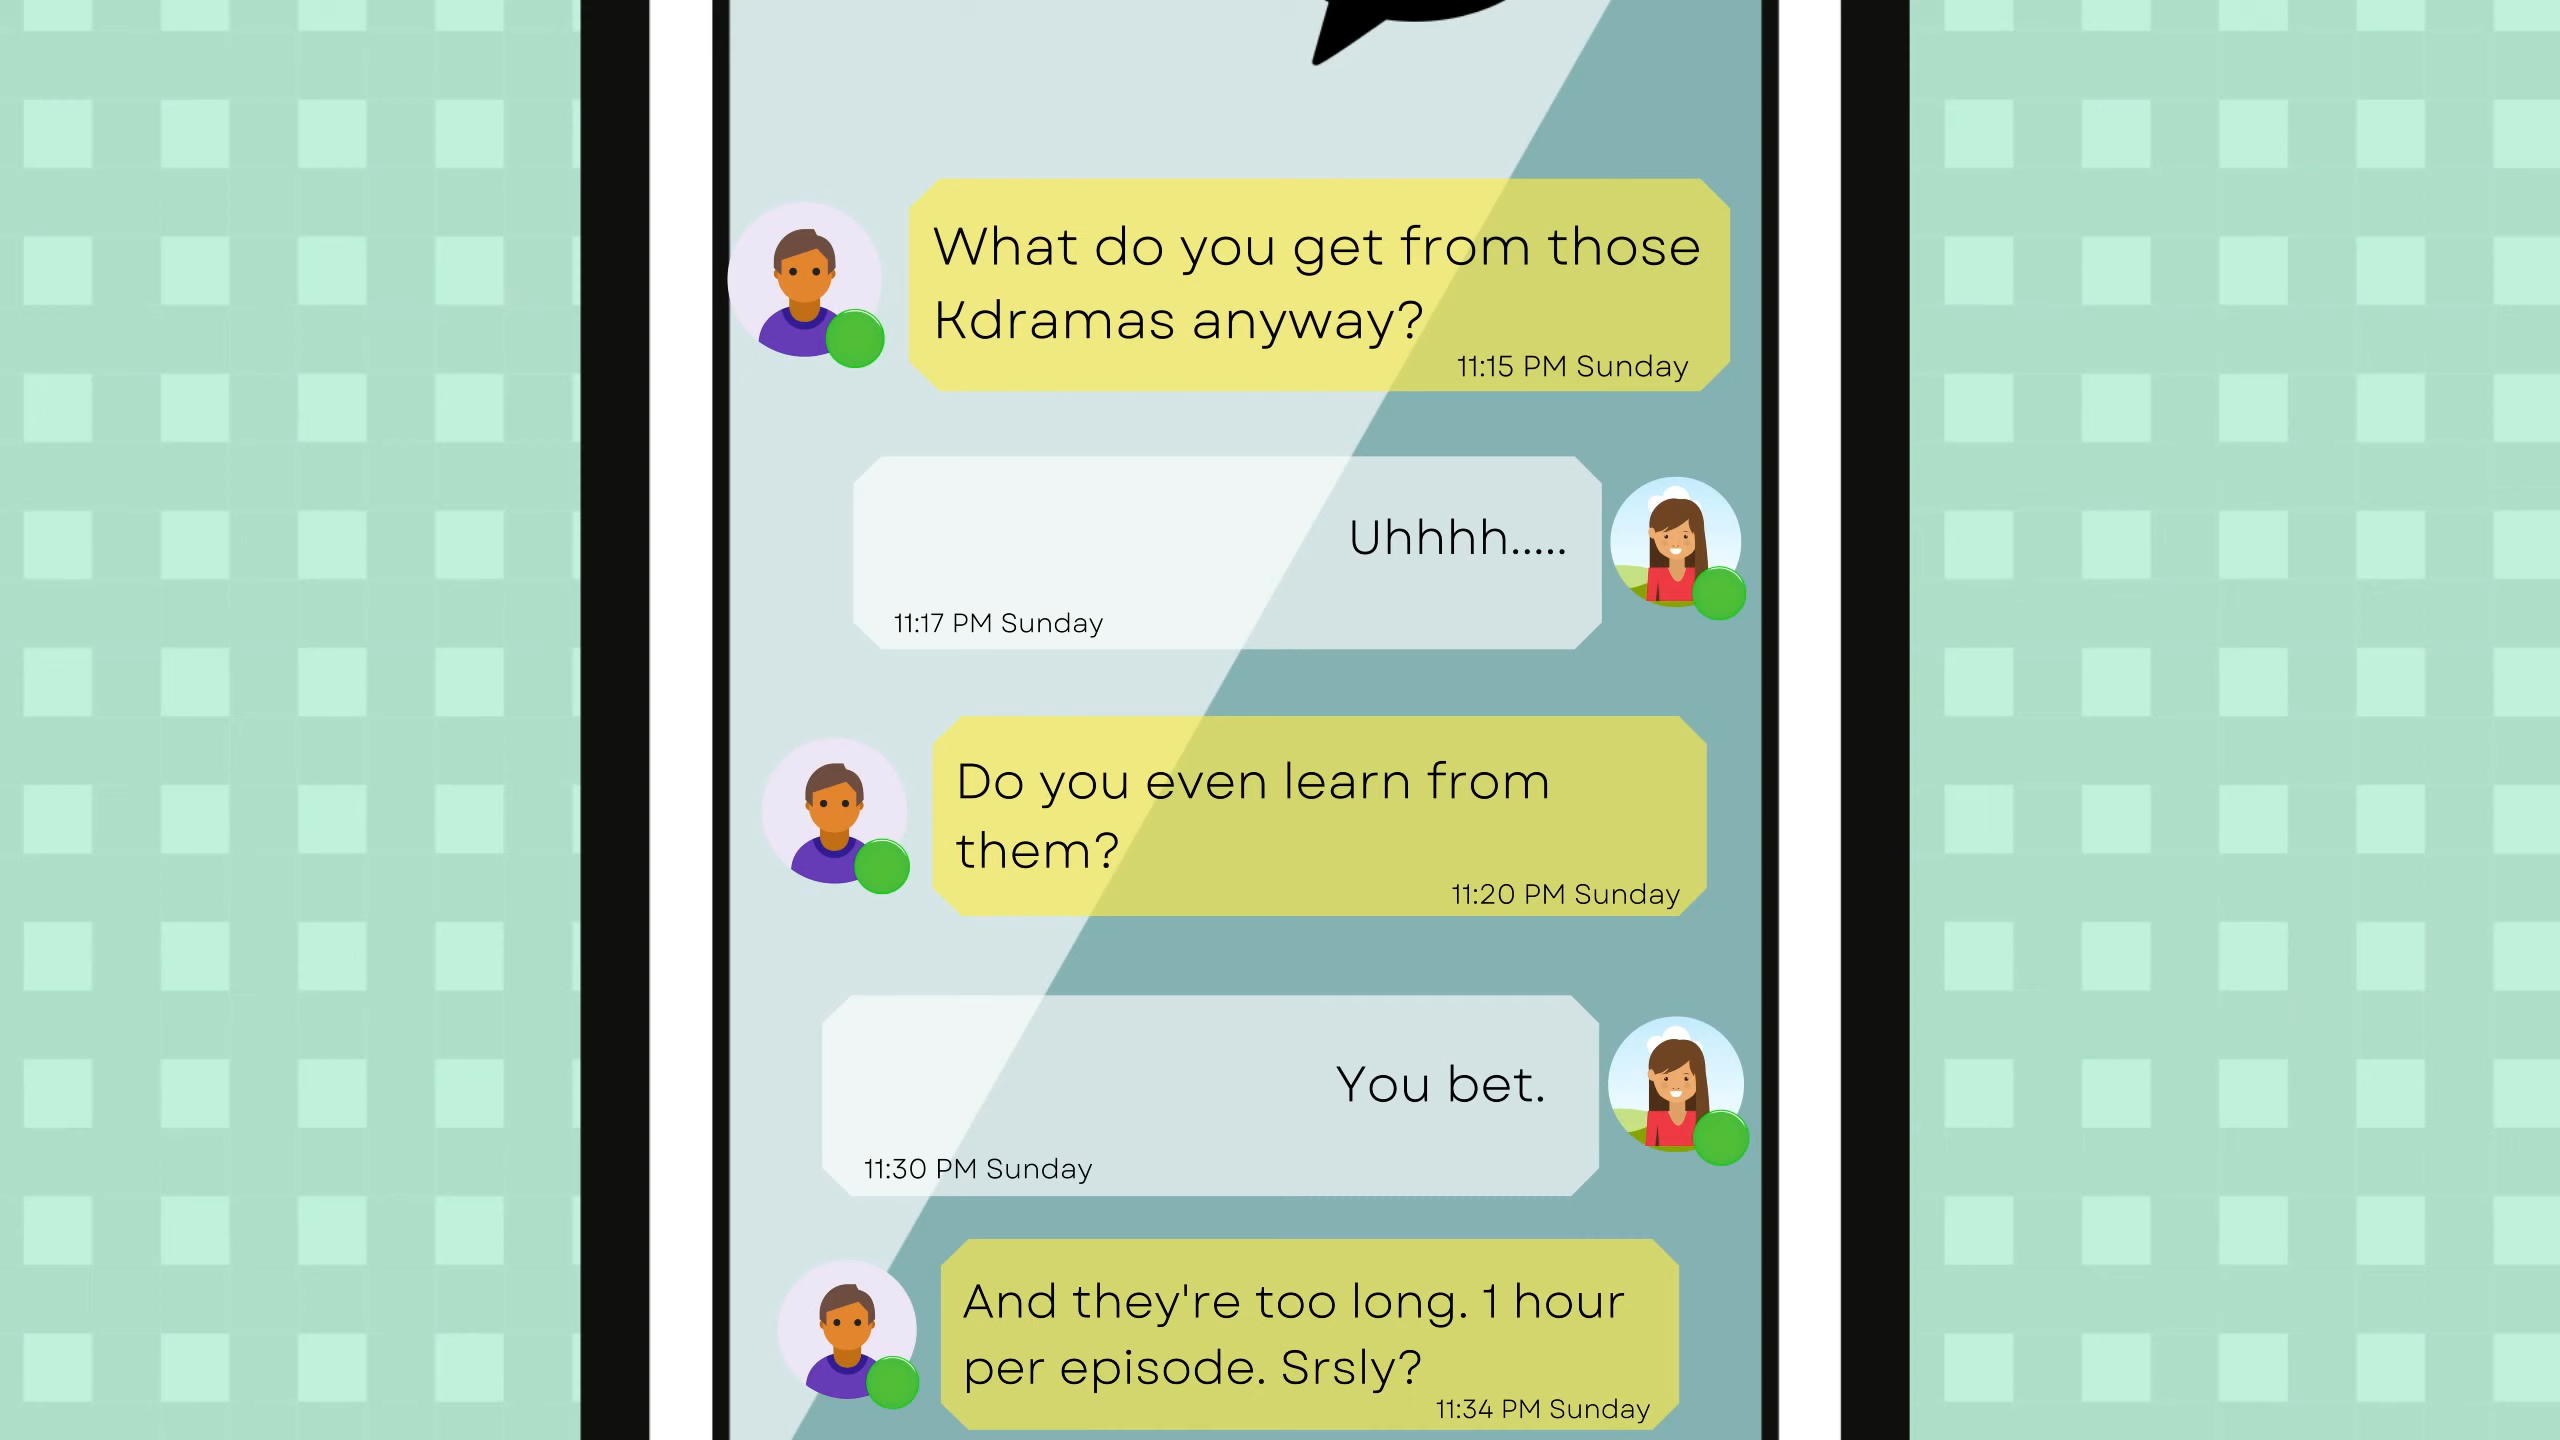 What do you get from those
Kdramas anyway?
11:15 PM Sunday
Uhhhh.....
11:17 PM Sunday
Do you even learn from
them?
11:20 PM Sunday
You bet.
11:30 PM Sunday
And they're too long. 1 hour
per episode. Srsly?
11:34 PM Sunday